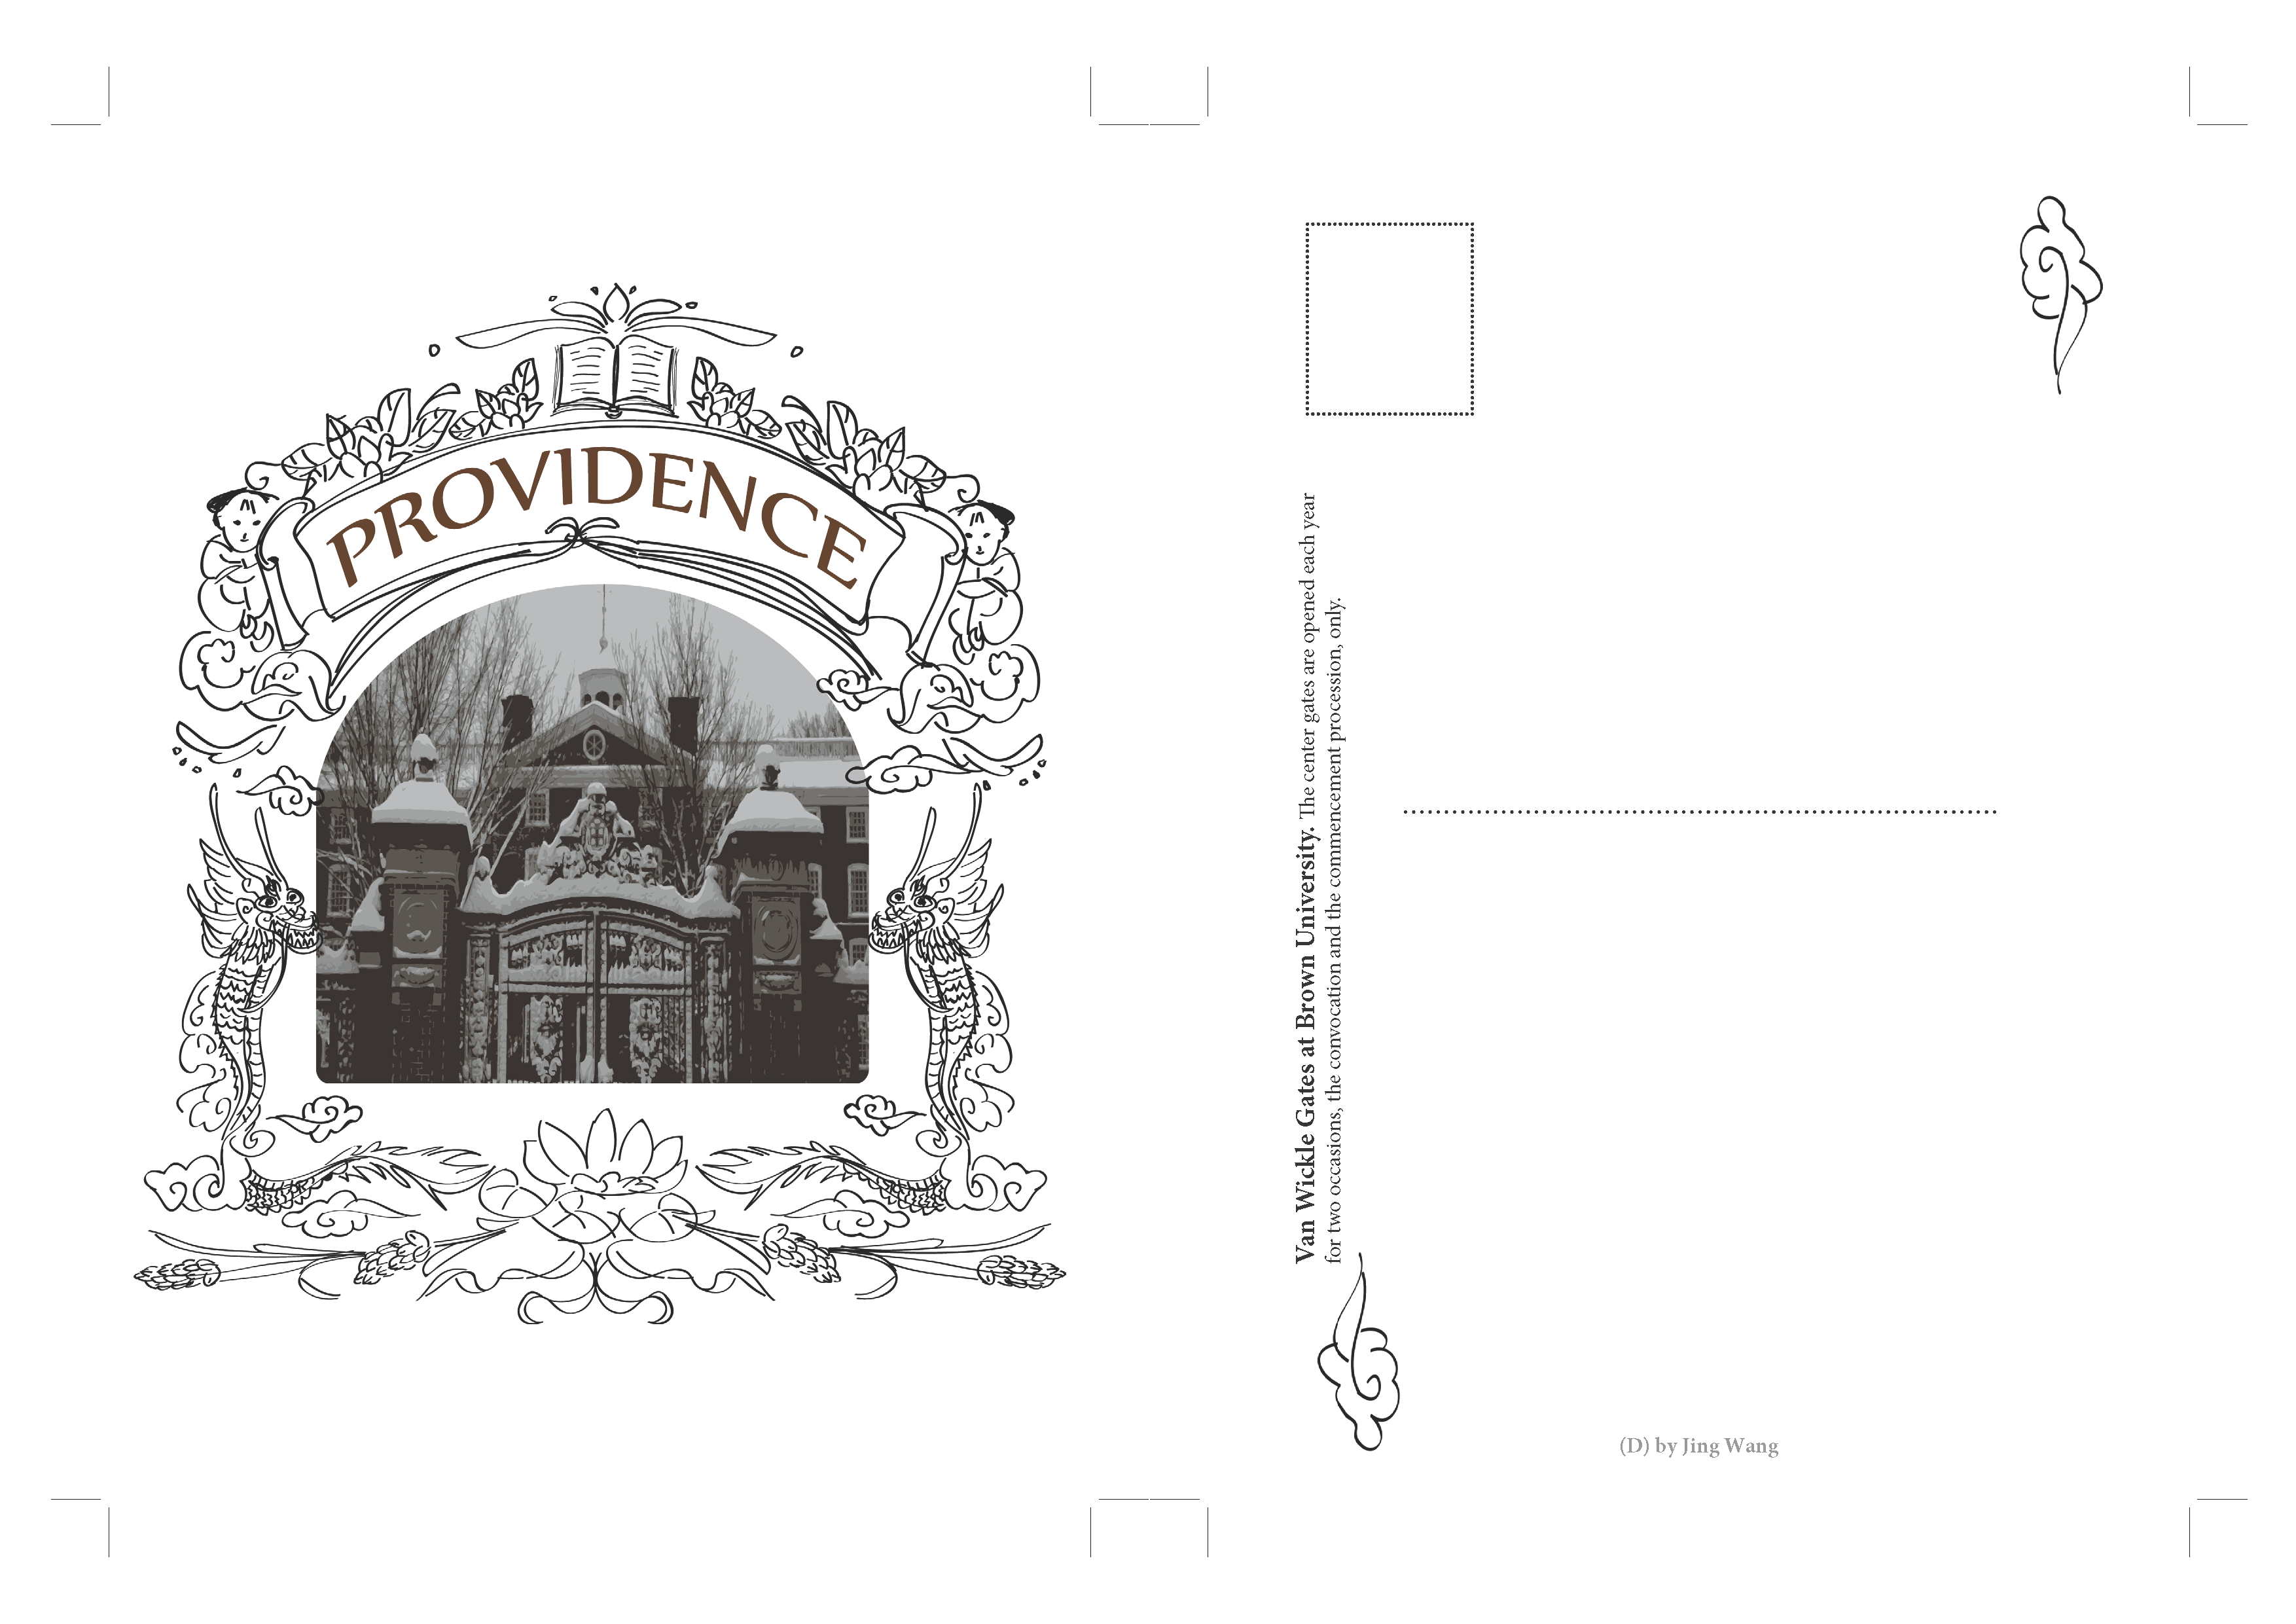 PROVIDENCE
Van Wickle Gates at Brown University. The center gates are opened each year
for two occasions, the convocation and the commencement procession, only.
(D) by Jing Wang